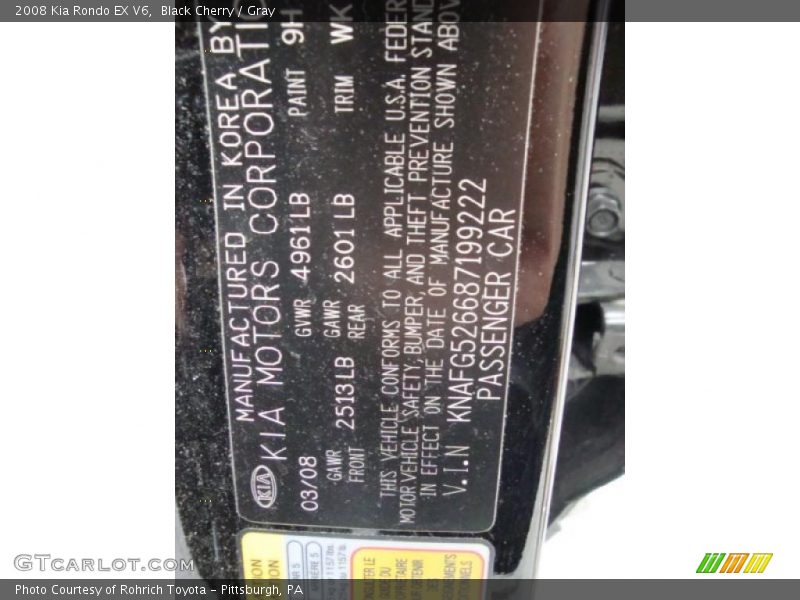 2008 Kia Rondo EX V6, Black Cherry / Gray
MANUFACTURED IN KOREA BY
KIA KIA MOTORS CORPORATIO
03/08 GVWR 4961LB PAINT 9H
GAWR FRONT 2513LB GAWR REAR 2601LB TRIM WK
THIS VEHICLE CONFORMS TO ALL APPLICABLE U.S.A. FEDER
MOTOR VEHICLE SAFETY, BUMPER, AND THEFT PREVENTION STAND
IN EFFECT ON THE DATE OF MANUFACTURE SHOWN ABOV
V.I.N KNAFG526687199222
PASSENGER CAR
GTCarLot.com
Photo Courtesy of Rohrich Toyota - Pittsburgh, PA